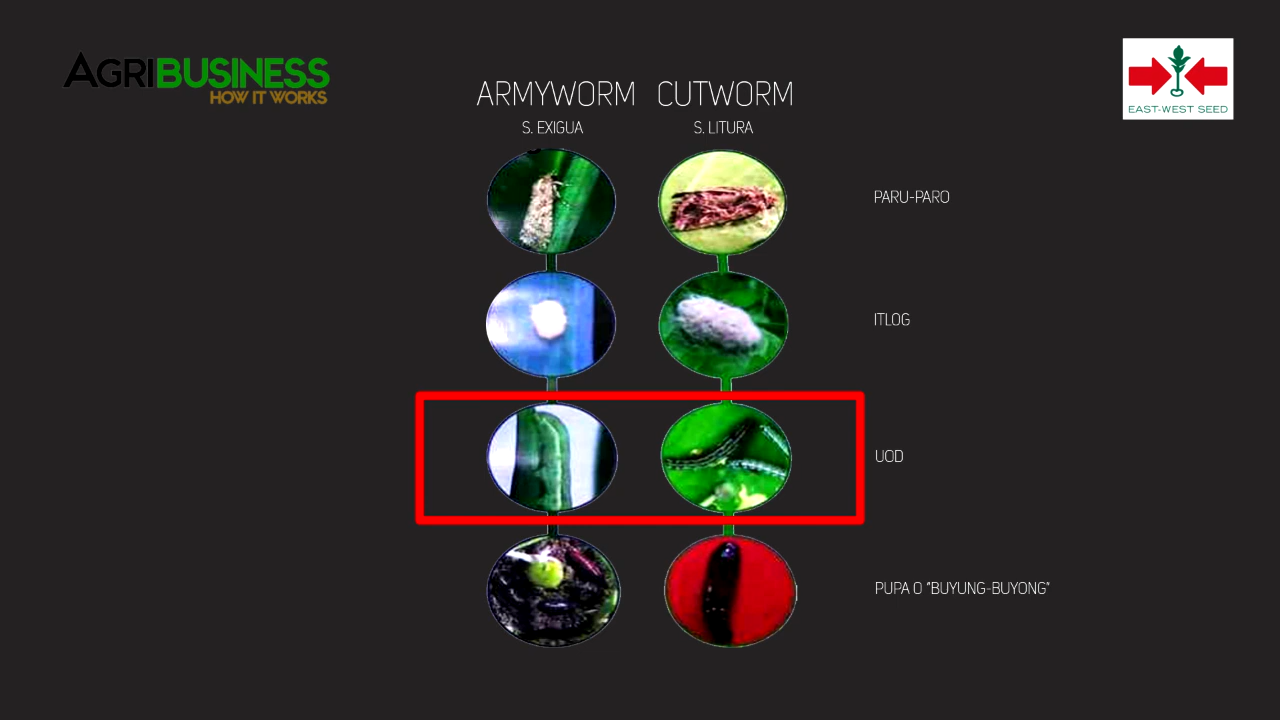 AGRIBUSINESS
HOW IT WORKS
EAST-WEST SEED
ARMYWORM CUTWORM
S. EXIGUA S. LITURA
PARU-PARO
ITLOG
UOD
PUPA O "BUYUNG-BUYONG"